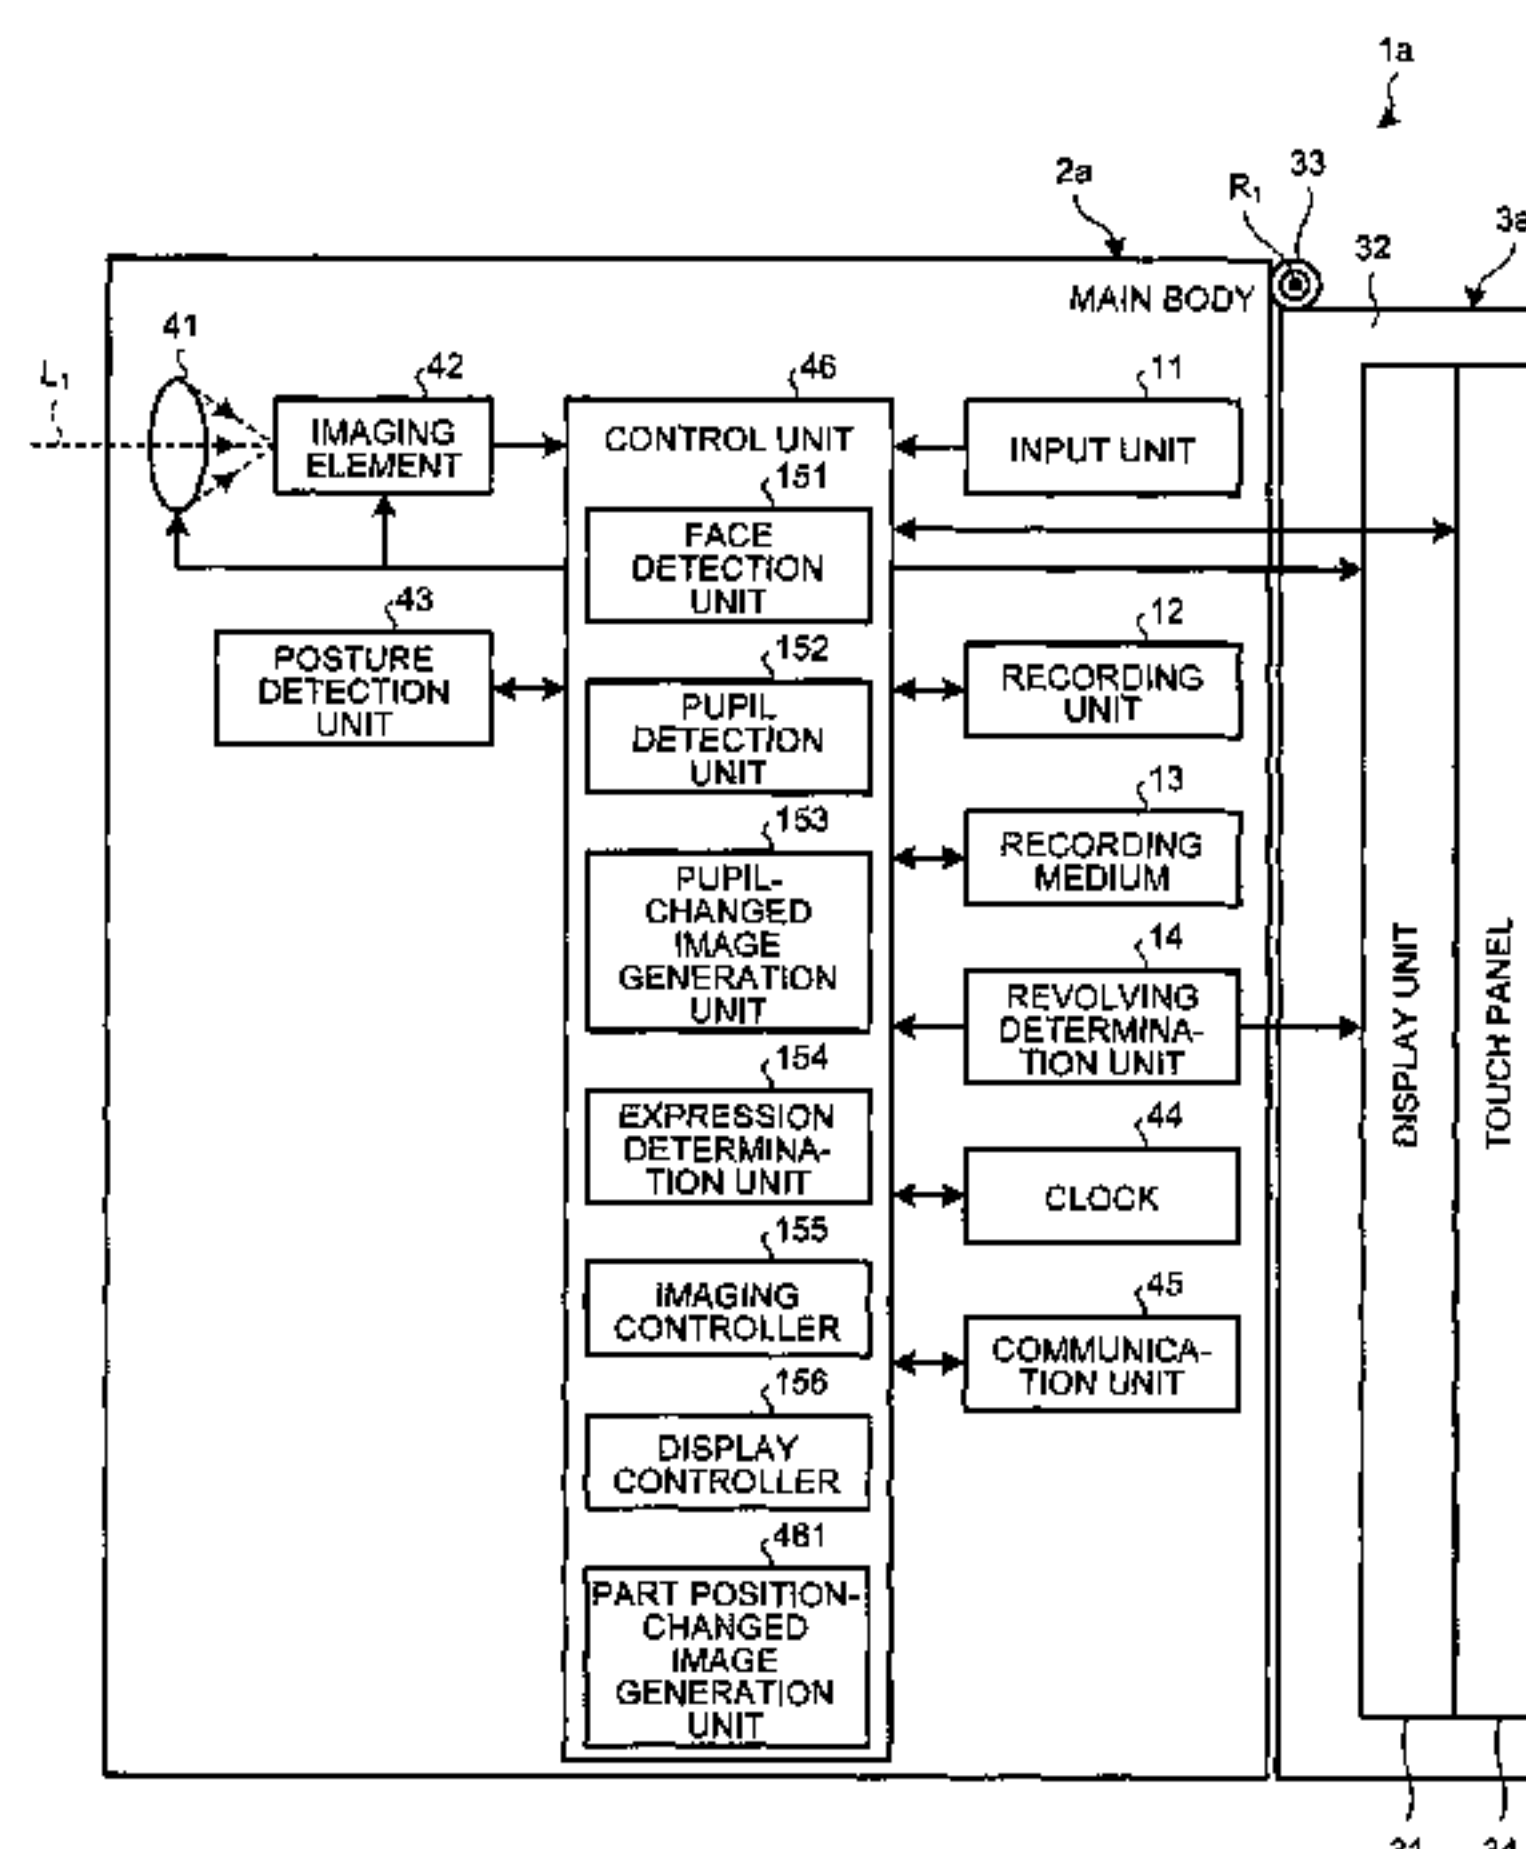 1a
2a
R1
33
3a
32
MAIN BODY
41
L1
42
IMAGING
ELEMENT
46
CONTROL UNIT
11
INPUT UNIT
151
FACE
DETECTION
UNIT
43
POSTURE
DETECTION
UNIT
12
RECORDING
UNIT
152
PUPIL
DETECTION
UNIT
13
RECORDING
MEDIUM
153
PUPIL-
CHANGED
IMAGE
GENERATION
UNIT
14
REVOLVING
DETERMINA-
TION UNIT
DISPLAY UNIT
TOUCH PANEL
154
EXPRESSION
DETERMINA-
TION UNIT
44
CLOCK
155
IMAGING
CONTROLLER
45
COMMUNICA-
TION UNIT
156
DISPLAY
CONTROLLER
461
PART POSITION-
CHANGED
IMAGE
GENERATION
UNIT